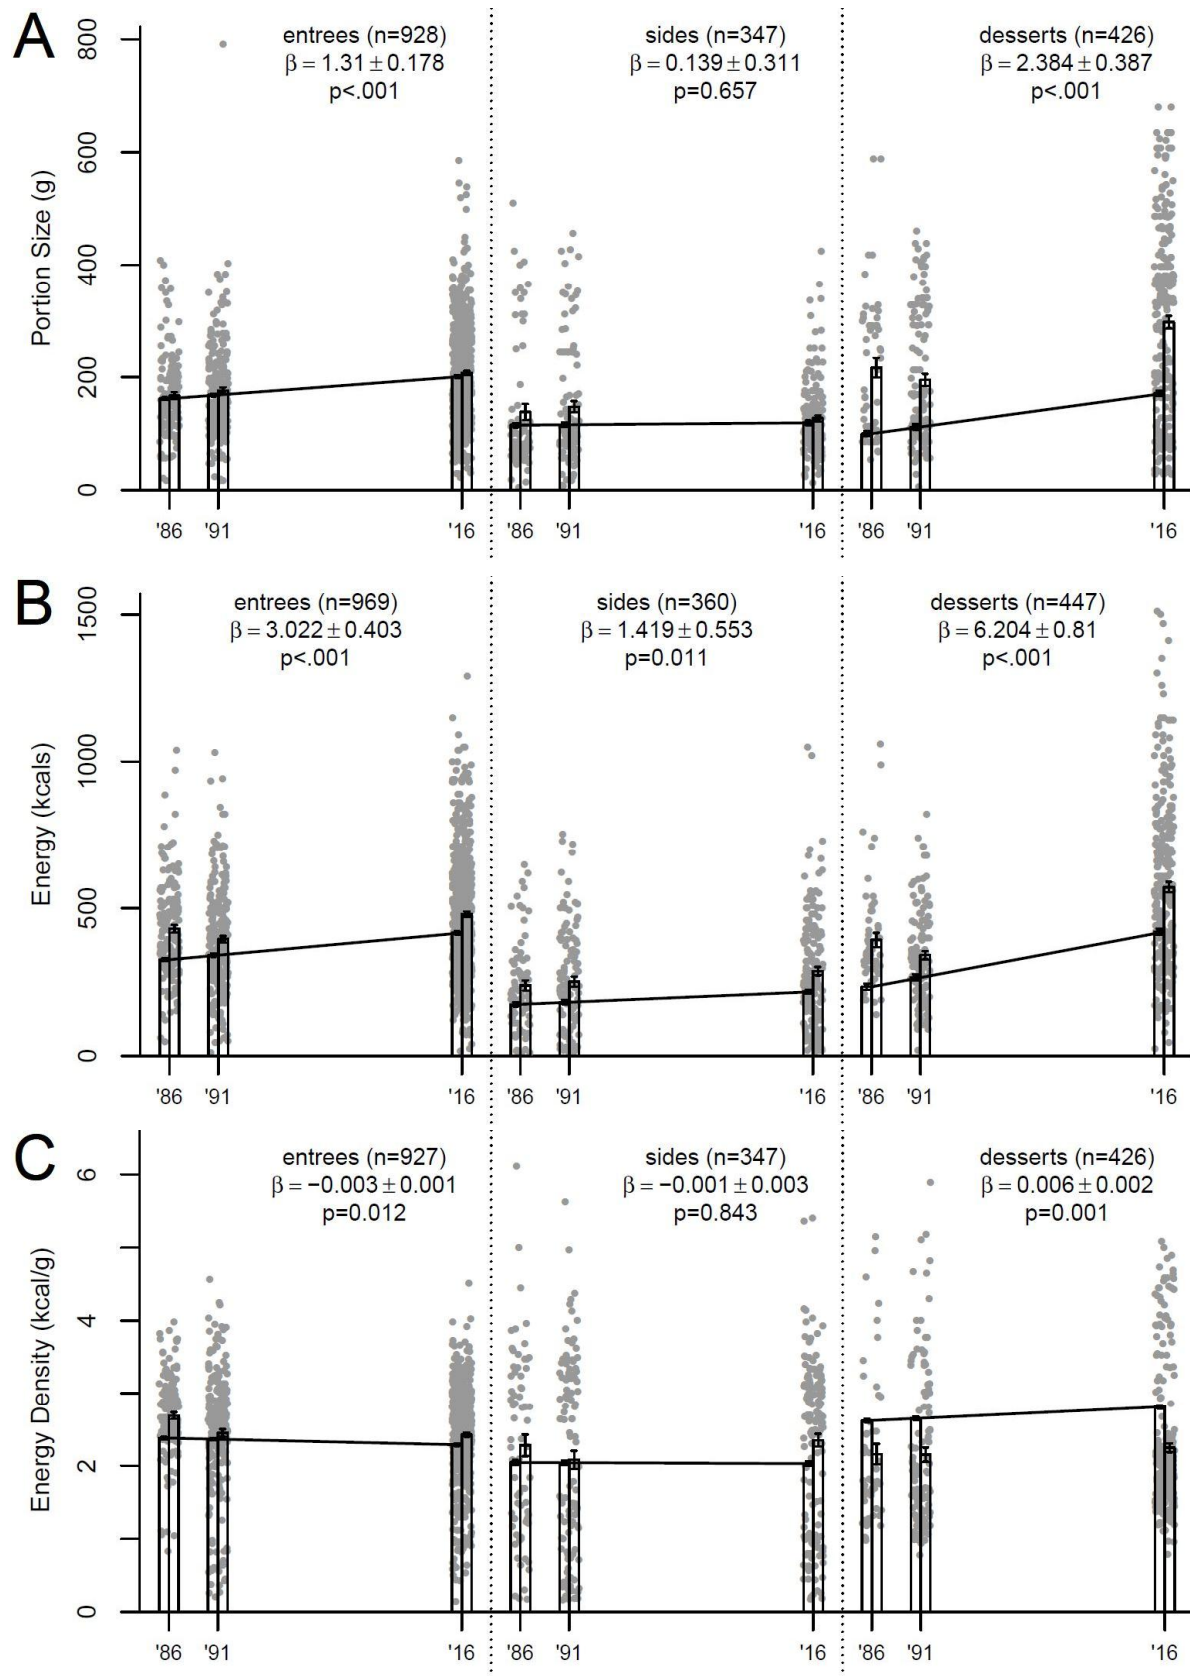 A
Portion Size (g)
800
600
400
200
0
entrees (n=928)
β = 1.31 ± 0.178
p<.001
sides (n=347)
β = 0.139 ± 0.311
p=0.657
desserts (n=426)
β = 2.384 ± 0.387
p<.001
'86 '91 '16 '86 '91 '16 '86 '91 '16
B
Energy (kcals)
1500
1000
500
0
entrees (n=969)
β = 3.022 ± 0.403
p<.001
sides (n=360)
β = 1.419 ± 0.553
p=0.011
desserts (n=447)
β = 6.204 ± 0.81
p<.001
'86 '91 '16 '86 '91 '16 '86 '91 '16
C
Energy Density (kcal/g)
6
4
2
0
entrees (n=927)
β = −0.003 ± 0.001
p=0.012
sides (n=347)
β = −0.001 ± 0.003
p=0.843
desserts (n=426)
β = 0.006 ± 0.002
p=0.001
'86 '91 '16 '86 '91 '16 '86 '91 '16